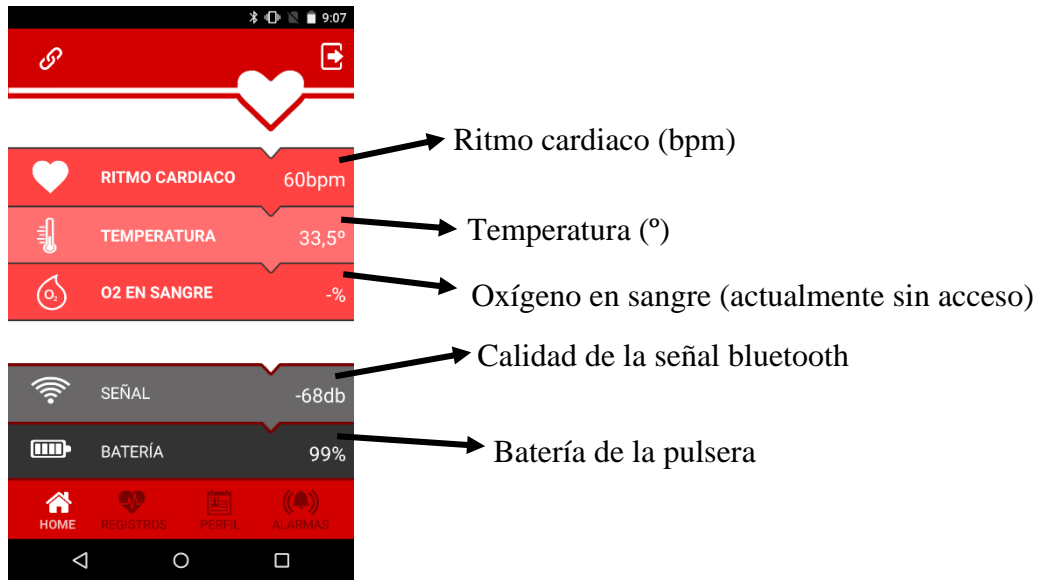 9:07
Ritmo cardiaco (bpm)
RITMO CARDIACO 60bpm
Temperatura (º)
TEMPERATURA 33,5º
O2 EN SANGRE -%
O₂
Oxígeno en sangre (actualmente sin acceso)
Calidad de la señal bluetooth
SEÑAL -68db
Batería de la pulsera
BATERÍA 99%
HOME REGISTROS PERFIL ALARMAS